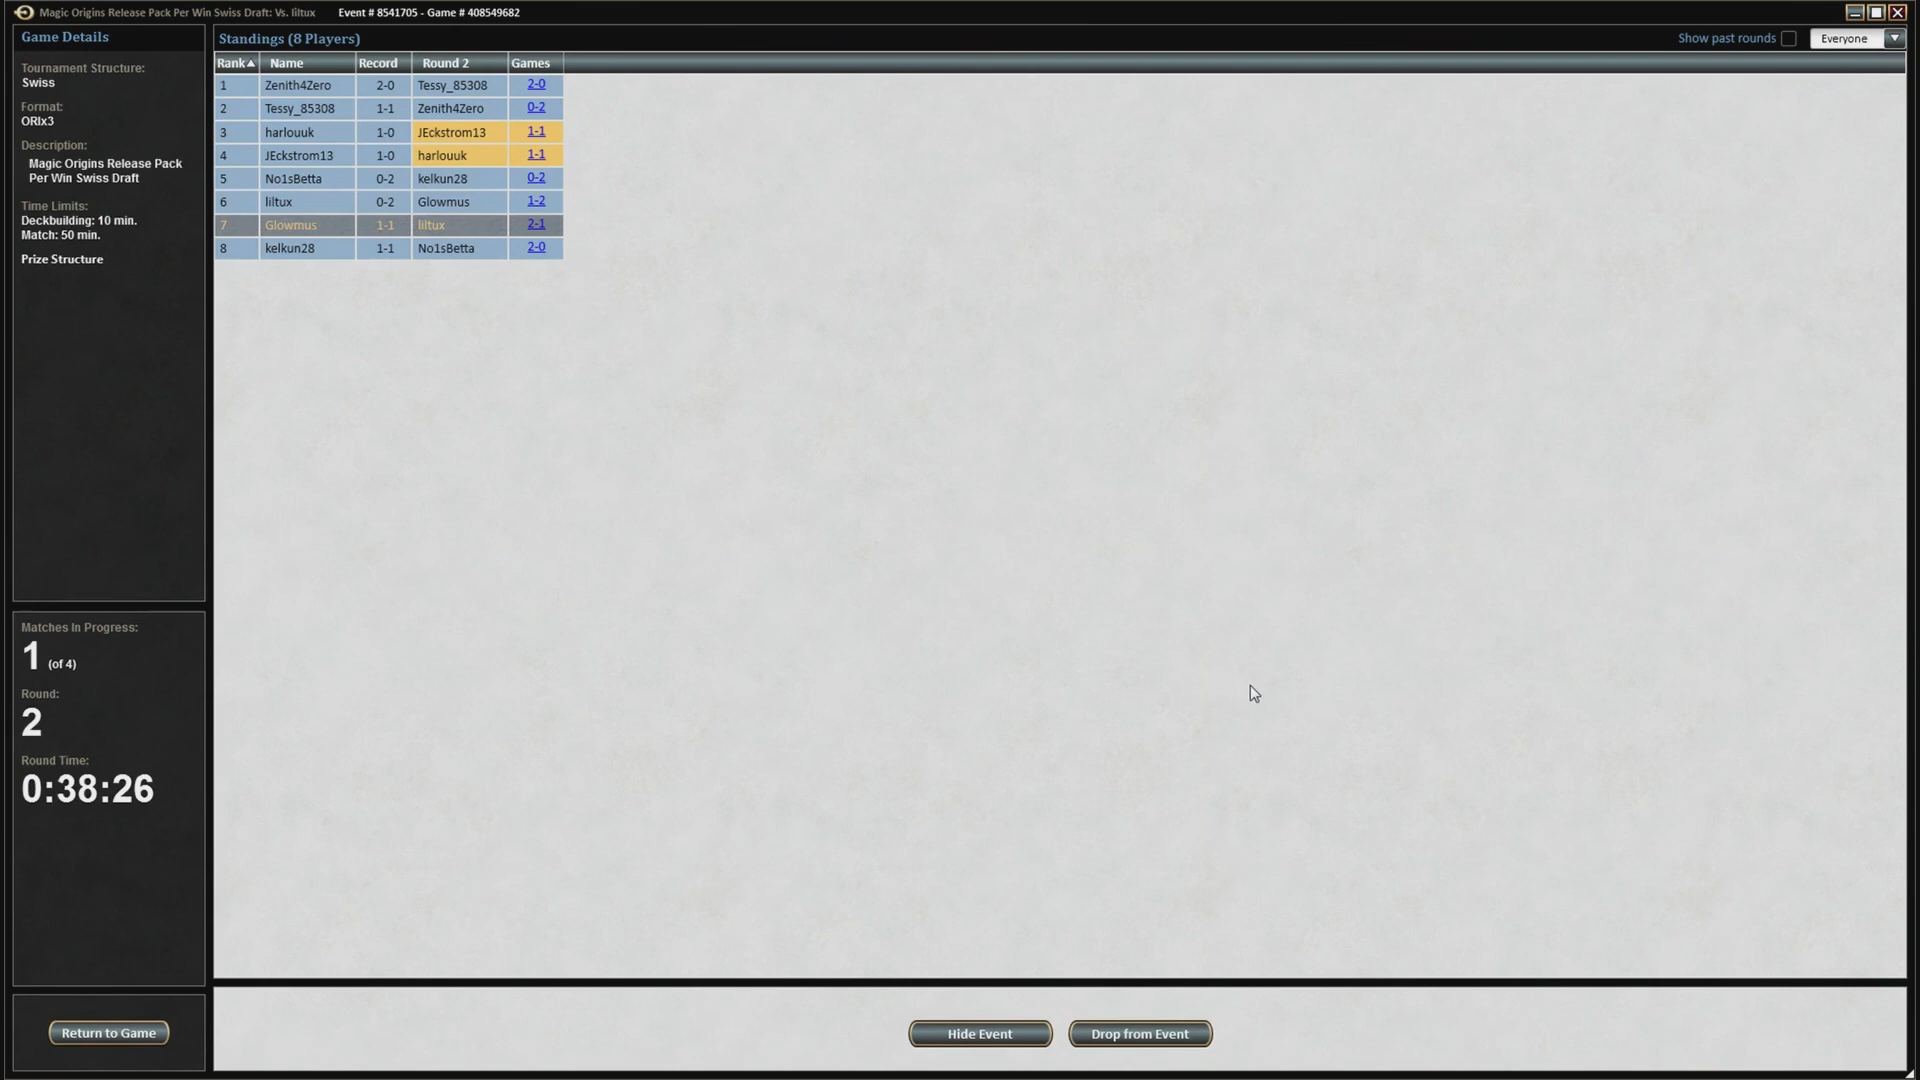 Magic Origins Release Pack Per Win Swiss Draft: Vs. liltux Event # 8541705 - Game # 408549682
Game Details
Tournament Structure:
Swiss
Format:
ORIx3
Description:
Magic Origins Release Pack
Per Win Swiss Draft
Time Limits:
Deckbuilding: 10 min.
Match: 50 min.
Prize Structure
Standings (8 Players)
Show past rounds Everyone
Rank Name Record Round 2 Games
1 Zenith4Zero 2-0 Tessy_85308 2-0
2 Tessy_85308 1-1 Zenith4Zero 0-2
3 harlouuk 1-0 JEckstrom13 1-1
4 JEckstrom13 1-0 harlouuk 1-1
5 No1sBetta 0-2 kelkun28 0-2
6 liltux 0-2 Glowmus 1-2
7 Glowmus 1-1 liltux 2-1
8 kelkun28 1-1 No1sBetta 2-0
Matches In Progress:
1 (of 4)
Round:
2
Round Time:
0:38:26
Return to Game
Hide Event
Drop from Event